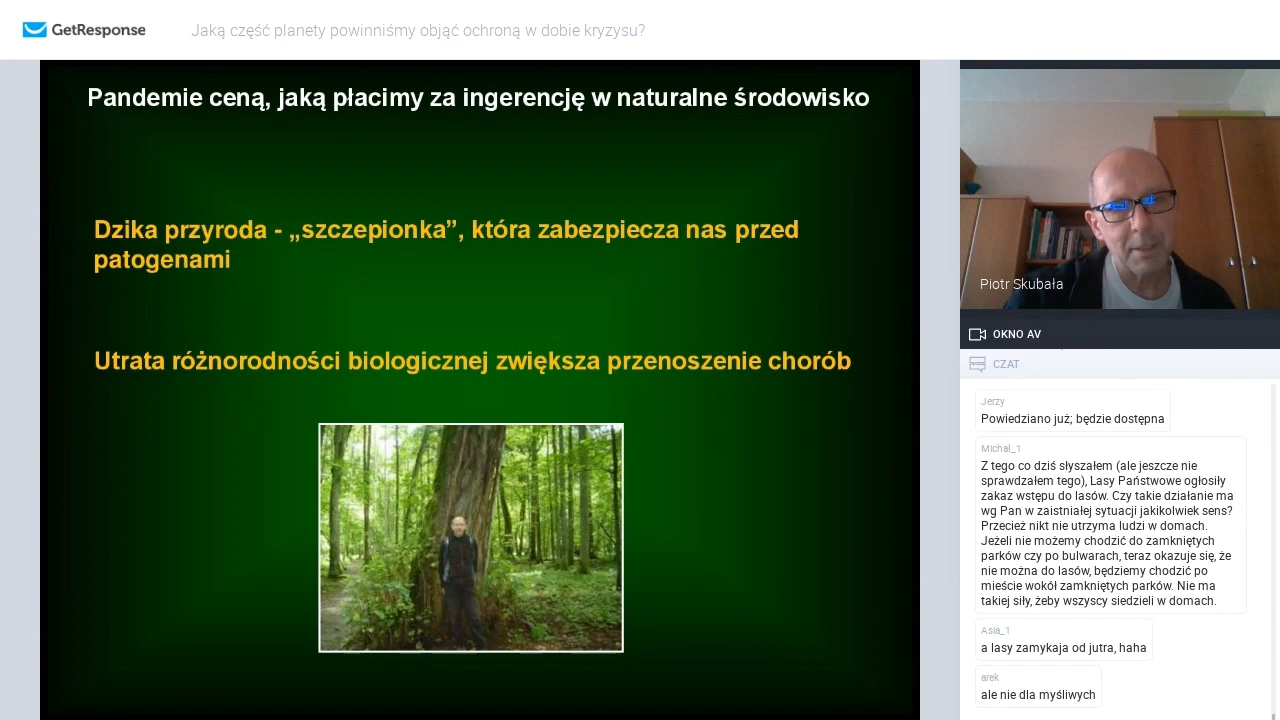 GetResponse
Jaką część planety powinniśmy objąć ochroną w dobie kryzysu?
Pandemie ceną, jaką płacimy za ingerencję w naturalne środowisko
Dzika przyroda - „szczepionka”, która zabezpiecza nas przed
patogenami
Utrata różnorodności biologicznej zwiększa przenoszenie chorób
Piotr Skubała
OKNO AV
CZAT
Jerzy
Powiedziano już; będzie dostępna
Michał_1
Z tego co dziś słyszałem (ale jeszcze nie
sprawdzałem tego), Lasy Państwowe ogłosiły
zakaz wstępu do lasów. Czy takie działanie ma
wg Pan w zaistniałej sytuacji jakikolwiek sens?
Przecież nikt nie utrzyma ludzi w domach.
Jeżeli nie możemy chodzić do zamkniętych
parków czy po bulwarach, teraz okazuje się, że
nie można do lasów, będziemy chodzić po
mieście wokół zamkniętych parków. Nie ma
takiej siły, żeby wszyscy siedzieli w domach.
Asia_1
a lasy zamykaja od jutra, haha
arek
ale nie dla myśliwych